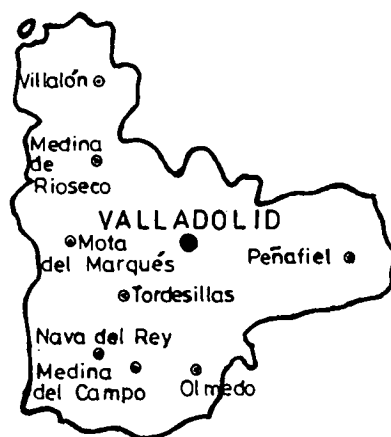 Villalón
Medina
de
Rioseco
VALLADOLID
Mota
del Marqués
Peñafiel
Tordesillas
Nava del Rey
Medina
del Campo
Olmedo